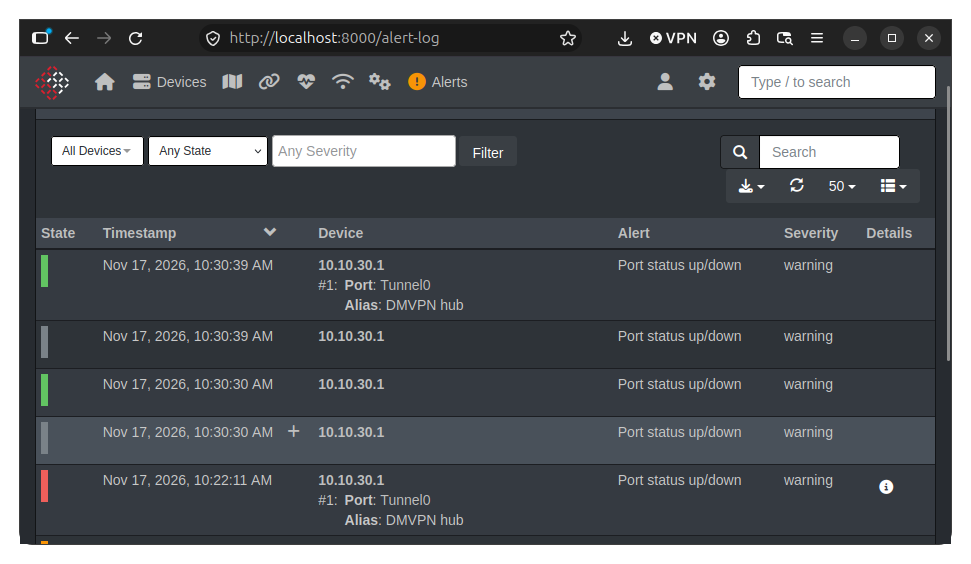 http://localhost:8000/alert-log
VPN
Devices
Alerts
Type / to search
All Devices
Any State
Any Severity
Filter
Search
50
State Timestamp Device Alert Severity Details
Nov 17, 2026, 10:30:39 AM 10.10.30.1 Port status up/down warning
#1: Port: Tunnel0
Alias: DMVPN hub
Nov 17, 2026, 10:30:39 AM 10.10.30.1 Port status up/down warning
Nov 17, 2026, 10:30:30 AM 10.10.30.1 Port status up/down warning
Nov 17, 2026, 10:30:30 AM 10.10.30.1 Port status up/down warning
Nov 17, 2026, 10:22:11 AM 10.10.30.1 Port status up/down warning
#1: Port: Tunnel0
Alias: DMVPN hub